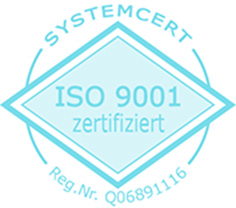 SYSTEMCERT
ISO 9001
zertifiziert
Reg.Nr. Q06891116